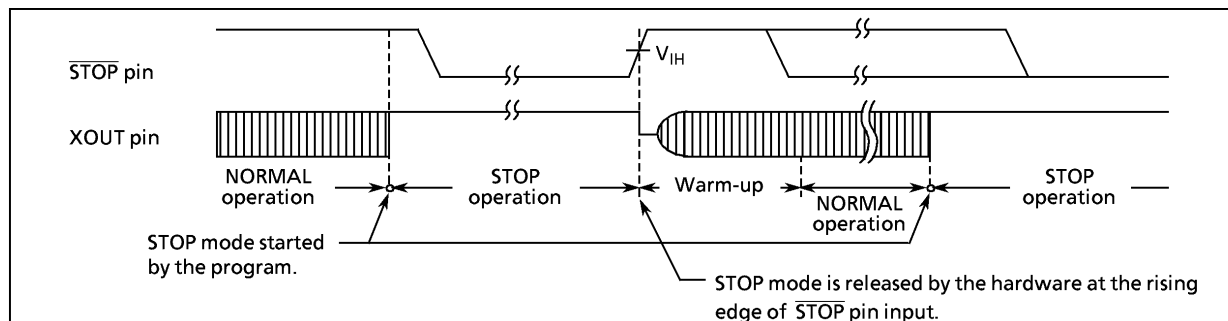 STOP pin
VIH
XOUT pin
NORMAL
operation
STOP
operation
Warm-up
NORMAL
operation
STOP
operation
STOP mode started
by the program.
STOP mode is released by the hardware at the rising
edge of STOP pin input.